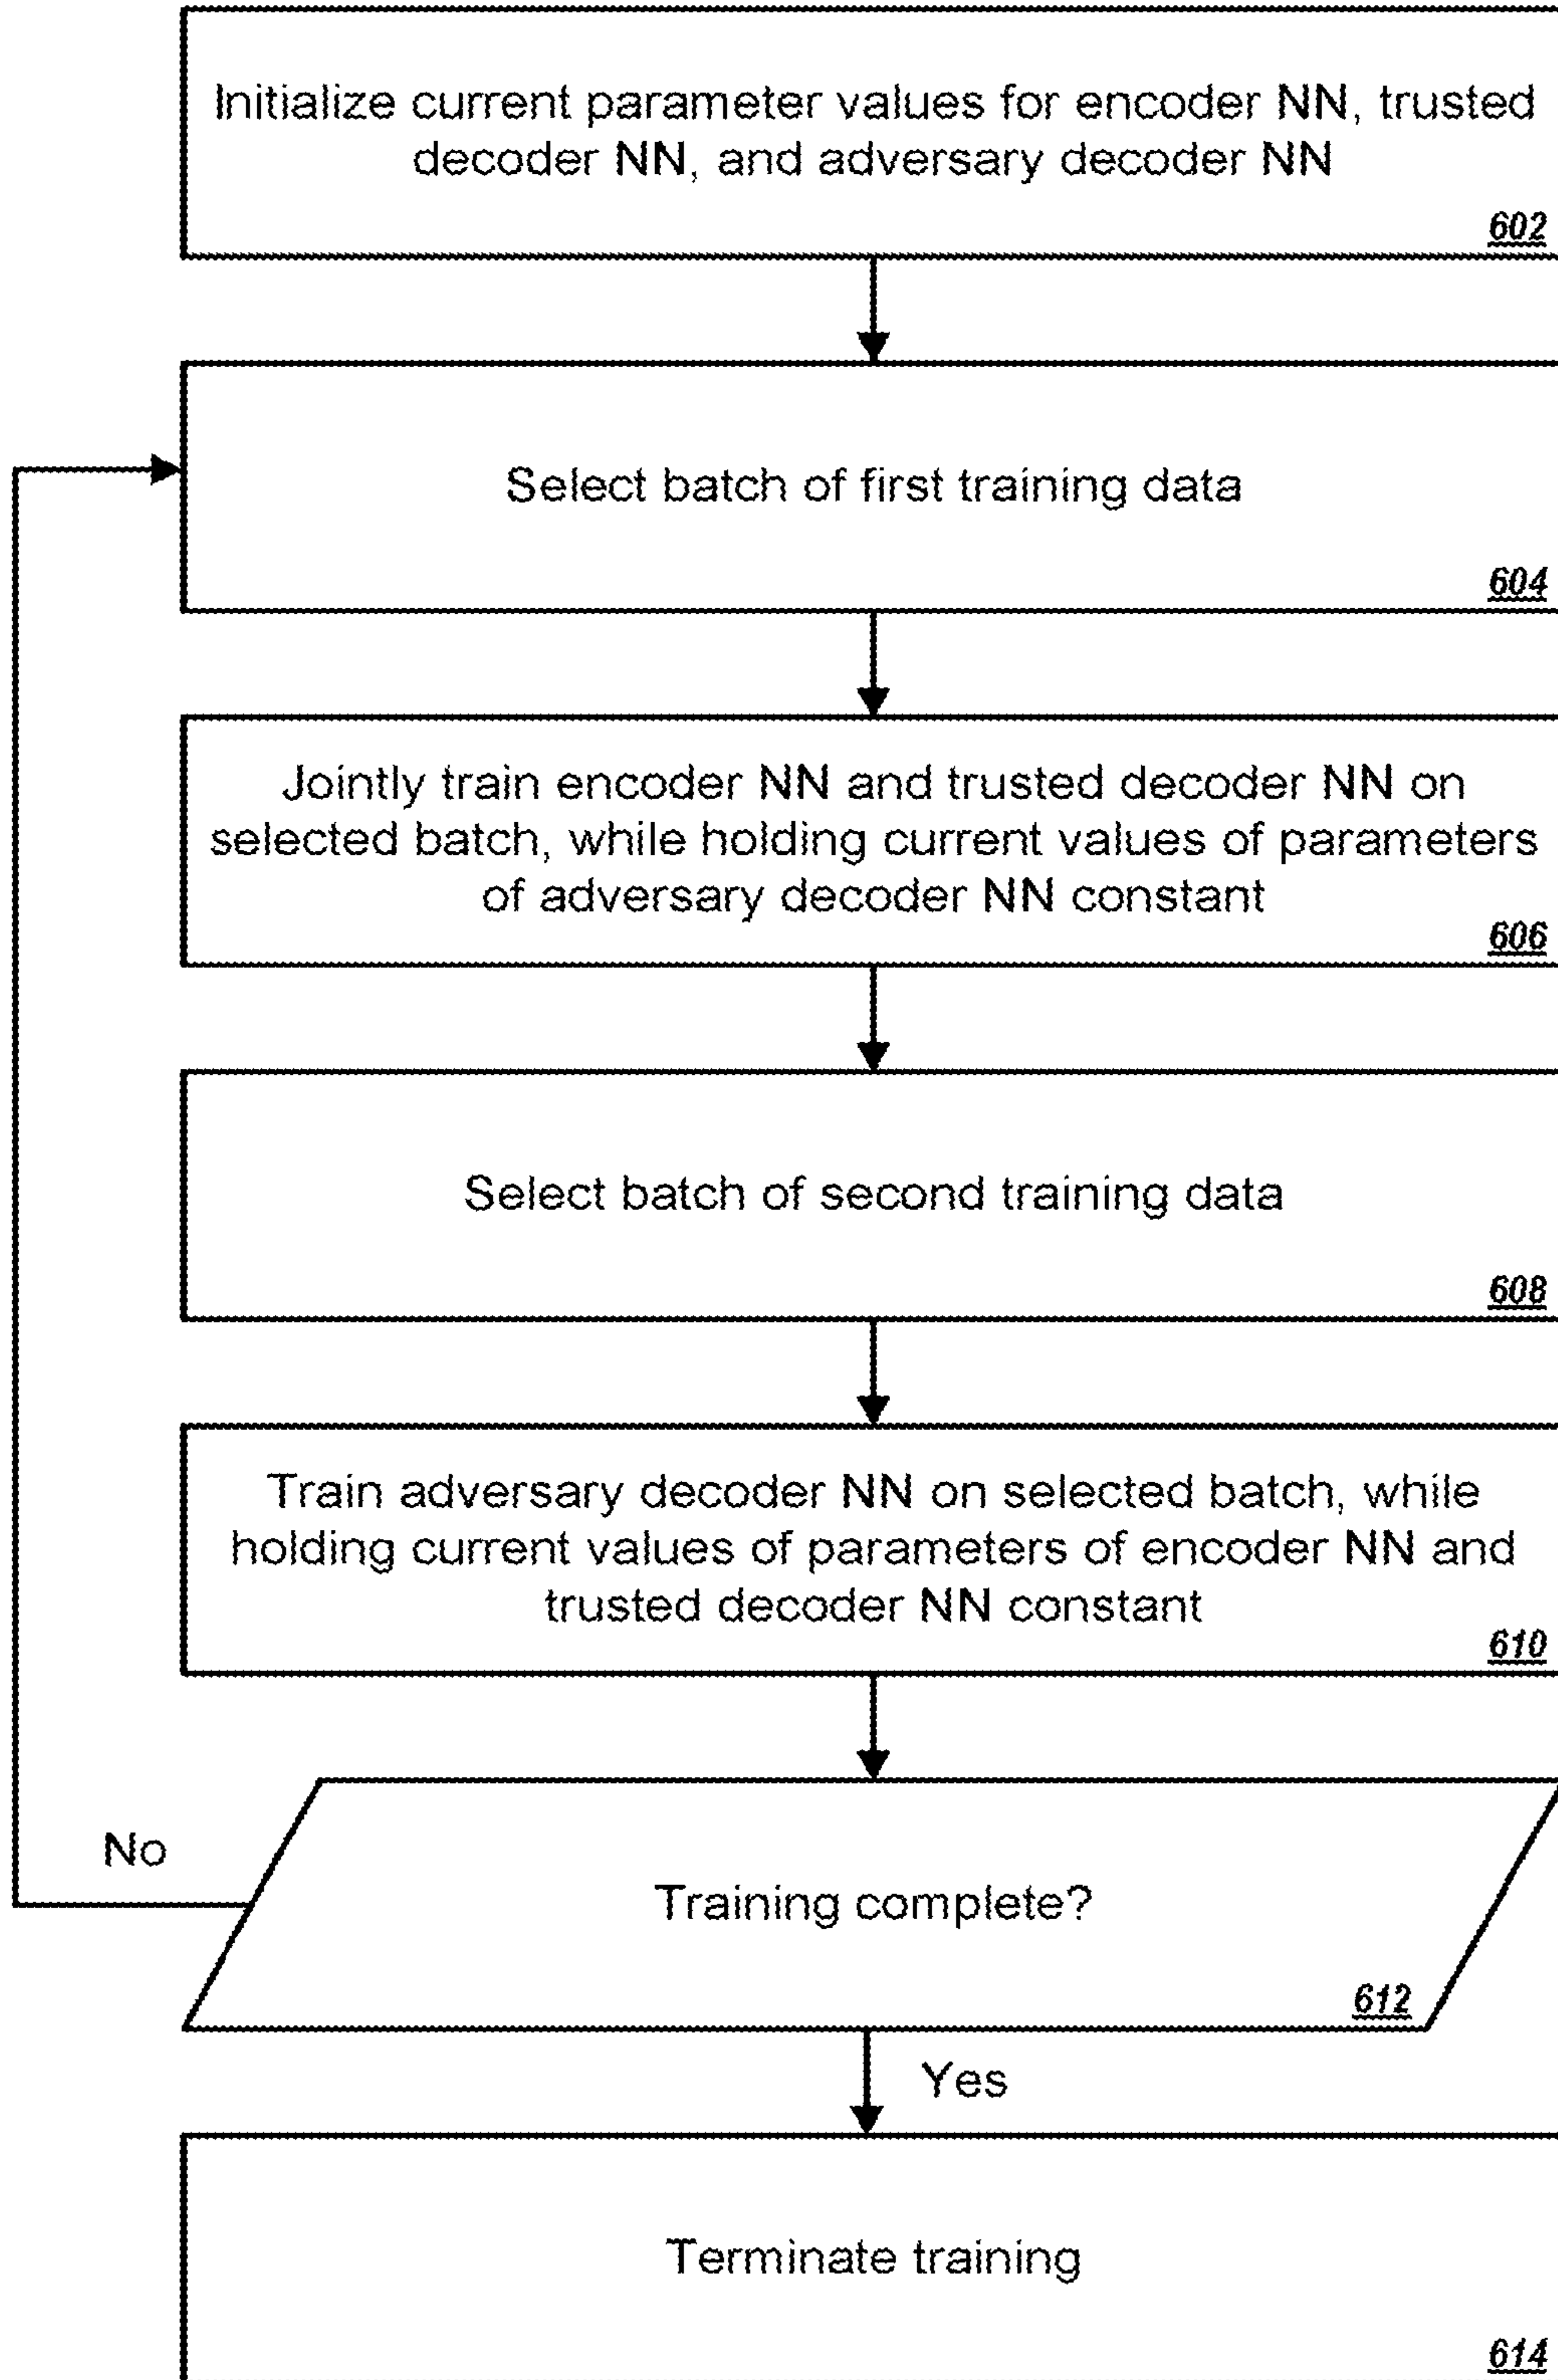 Initialize current parameter values for encoder NN, trusted
decoder NN, and adversary decoder NN
602
Select batch of first training data
604
Jointly train encoder NN and trusted decoder NN on
selected batch, while holding current values of parameters
of adversary decoder NN constant
606
Select batch of second training data
608
Train adversary decoder NN on selected batch, while
holding current values of parameters of encoder NN and
trusted decoder NN constant
610
No
Training complete?
612
Yes
Terminate training
614